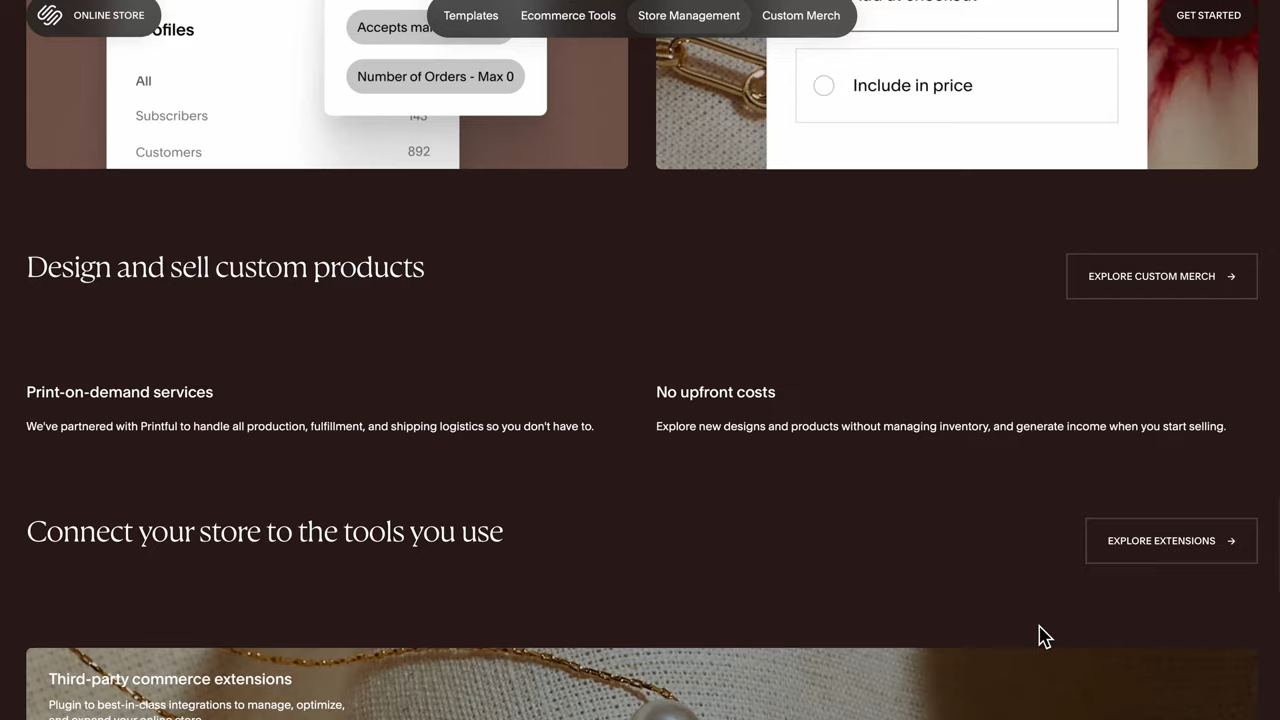 ONLINE STORE
Templates
Ecommerce Tools
Store Management
Custom Merch
GET STARTED
All
Subscribers
Customers
892
Accepts
Number of Orders - Max 0
Include in price
Design and sell custom products
EXPLORE CUSTOM MERCH →
Print-on-demand services
We've partnered with Printful to handle all production, fulfillment, and shipping logistics so you don't have to.
No upfront costs
Explore new designs and products without managing inventory, and generate income when you start selling.
Connect your store to the tools you use
EXPLORE EXTENSIONS →
Third-party commerce extensions
Plugin to best-in-class integrations to manage, optimize,
and expand your online store.